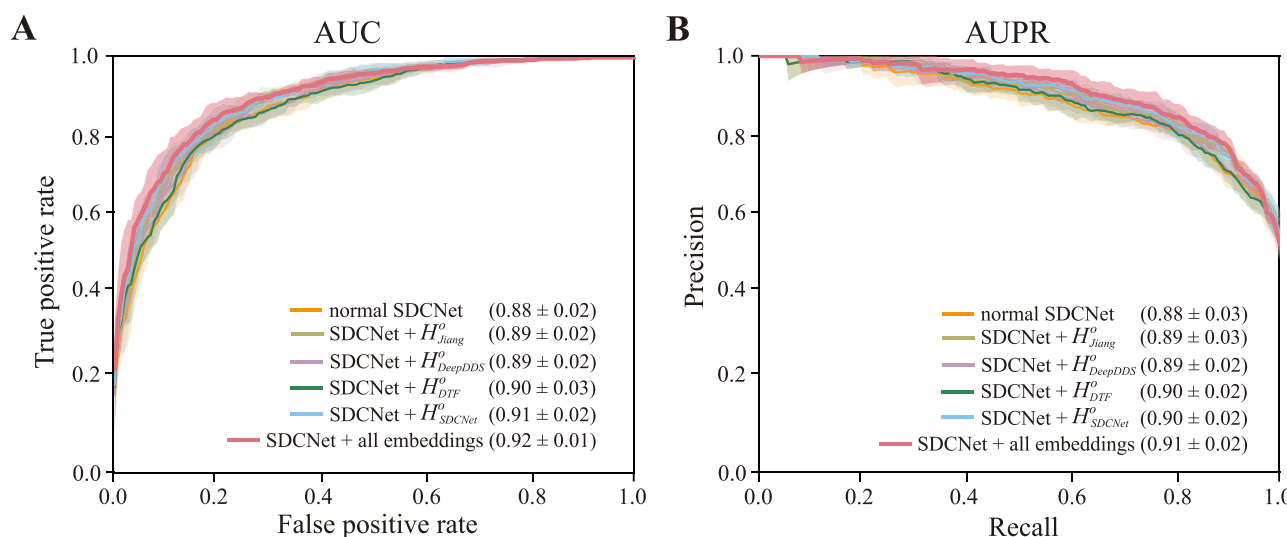 A
AUC
True positive rate
1.0
0.8
0.6
0.4
0.2
0.0
normal SDCNet (0.88 ± 0.02)
SDCNet + H^o_Jiang (0.89 ± 0.02)
SDCNet + H^o_DeepDDS (0.89 ± 0.02)
SDCNet + H^o_DTF (0.90 ± 0.03)
SDCNet + H^o_SDCNet (0.91 ± 0.02)
SDCNet + all embeddings (0.92 ± 0.01)
0.0 0.2 0.4 0.6 0.8 1.0
False positive rate
B
AUPR
Precision
1.0
0.8
0.6
0.4
0.2
0.0
normal SDCNet (0.88 ± 0.03)
SDCNet + H^o_Jiang (0.89 ± 0.03)
SDCNet + H^o_DeepDDS (0.89 ± 0.02)
SDCNet + H^o_DTF (0.90 ± 0.02)
SDCNet + H^o_SDCNet (0.90 ± 0.02)
SDCNet + all embeddings (0.91 ± 0.02)
0.0 0.2 0.4 0.6 0.8 1.0
Recall